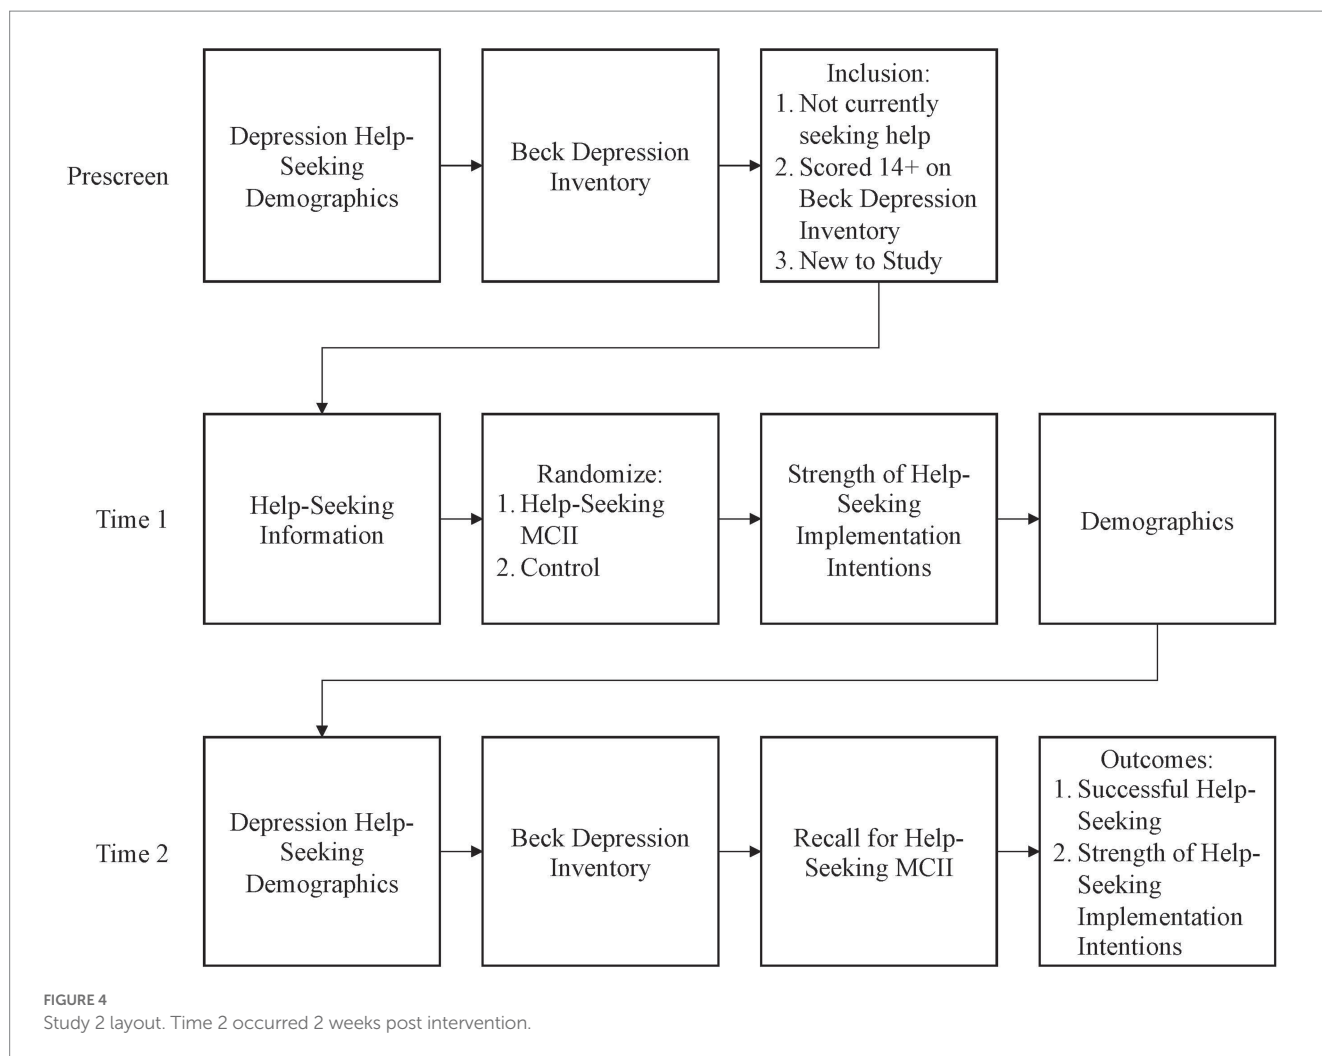 Prescreen
Depression Help-
Seeking
Demographics
Beck Depression
Inventory
Inclusion:
1. Not currently
seeking help
2. Scored 14+ on
Beck Depression
Inventory
3. New to Study
Time 1
Help-Seeking
Information
Randomize:
1. Help-Seeking
MCII
2. Control
Strength of Help-
Seeking
Implementation
Intentions
Demographics
Time 2
Depression Help-
Seeking
Demographics
Beck Depression
Inventory
Recall for Help-
Seeking MCII
Outcomes:
1. Successful Help-
Seeking
2. Strength of Help-
Seeking
Implementation
Intentions
FIGURE 4
Study 2 layout. Time 2 occurred 2 weeks post intervention.